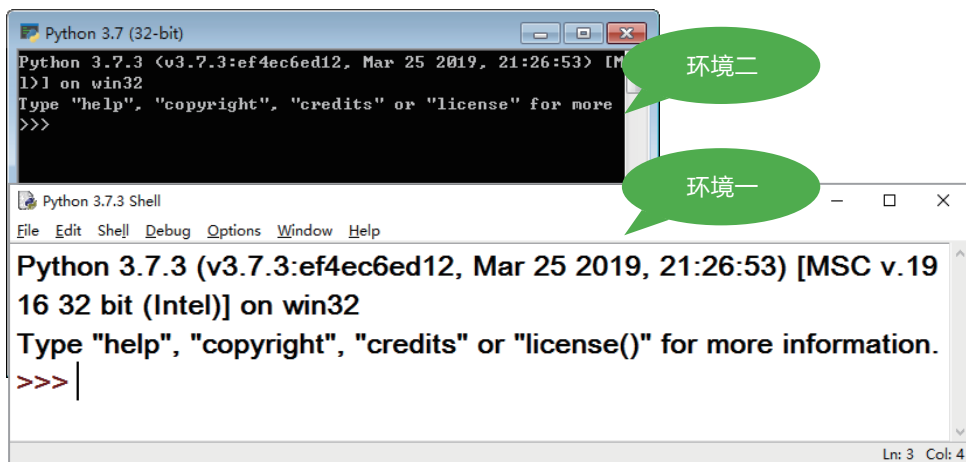 Python 3.7 (32-bit)
Python 3.7.3 (v3.7.3:ef4ec6ed12, Mar 25 2019, 21:26:53) [M
l)] on win32
Type "help", "copyright", "credits" or "license" for more
>>>
环境二
环境一
Python 3.7.3 Shell
File Edit Shell Debug Options Window Help
Python 3.7.3 (v3.7.3:ef4ec6ed12, Mar 25 2019, 21:26:53) [MSC v.19
16 32 bit (Intel)] on win32
Type "help", "copyright", "credits" or "license()" for more information.
>>>
Ln: 3 Col: 4